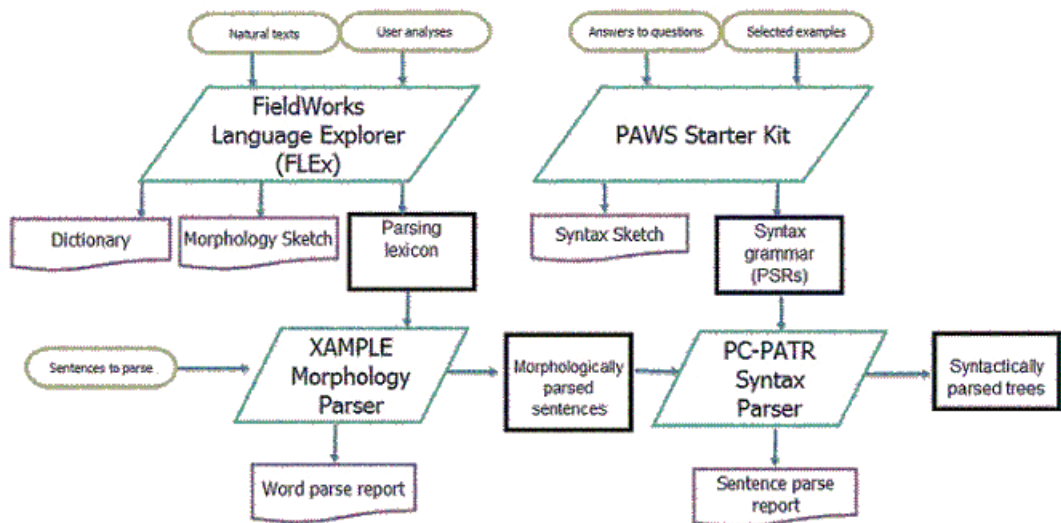 Natural texts
User analyses
Answers to questions
Selected examples
FieldWorks
Language Explorer
(FLEx)
PAWS Starter Kit
Dictionary
Morphology Sketch
Parsing
lexicon
Syntax Sketch
Syntax
grammar
(PSRs)
Sentences to parse
XAMPLE
Morphology
Parser
Morphologically
parsed
sentences
PC-PATR
Syntax
Parser
Syntactically
parsed trees
Word parse report
Sentence parse
report